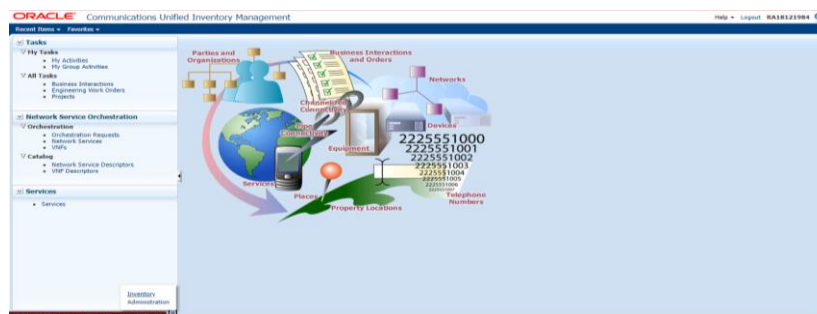 ORACLE Communications Unified Inventory Management
Help Logout RA18121984
Recent Items Favorites
Tasks
My Tasks
My Activities
My Group Activities
All Tasks
Business Interactions
Engineering Work Orders
Projects
Network Service Orchestration
Orchestration
Orchestration Requests
Network Services
VNFs
Catalog
Network Service Descriptors
VNF Descriptors
Services
Services
Inventory
Administration
Parties and
Organizations
Business Interactions
and Orders
Networks
Channelized
Connectivity
Pipe
Connectivity
Devices
Equipment
2225551000
2225551001
2225551002
2225551003
2225551004
2225551005
2225551006
Services
Places
Property Locations
Telephone
Numbers